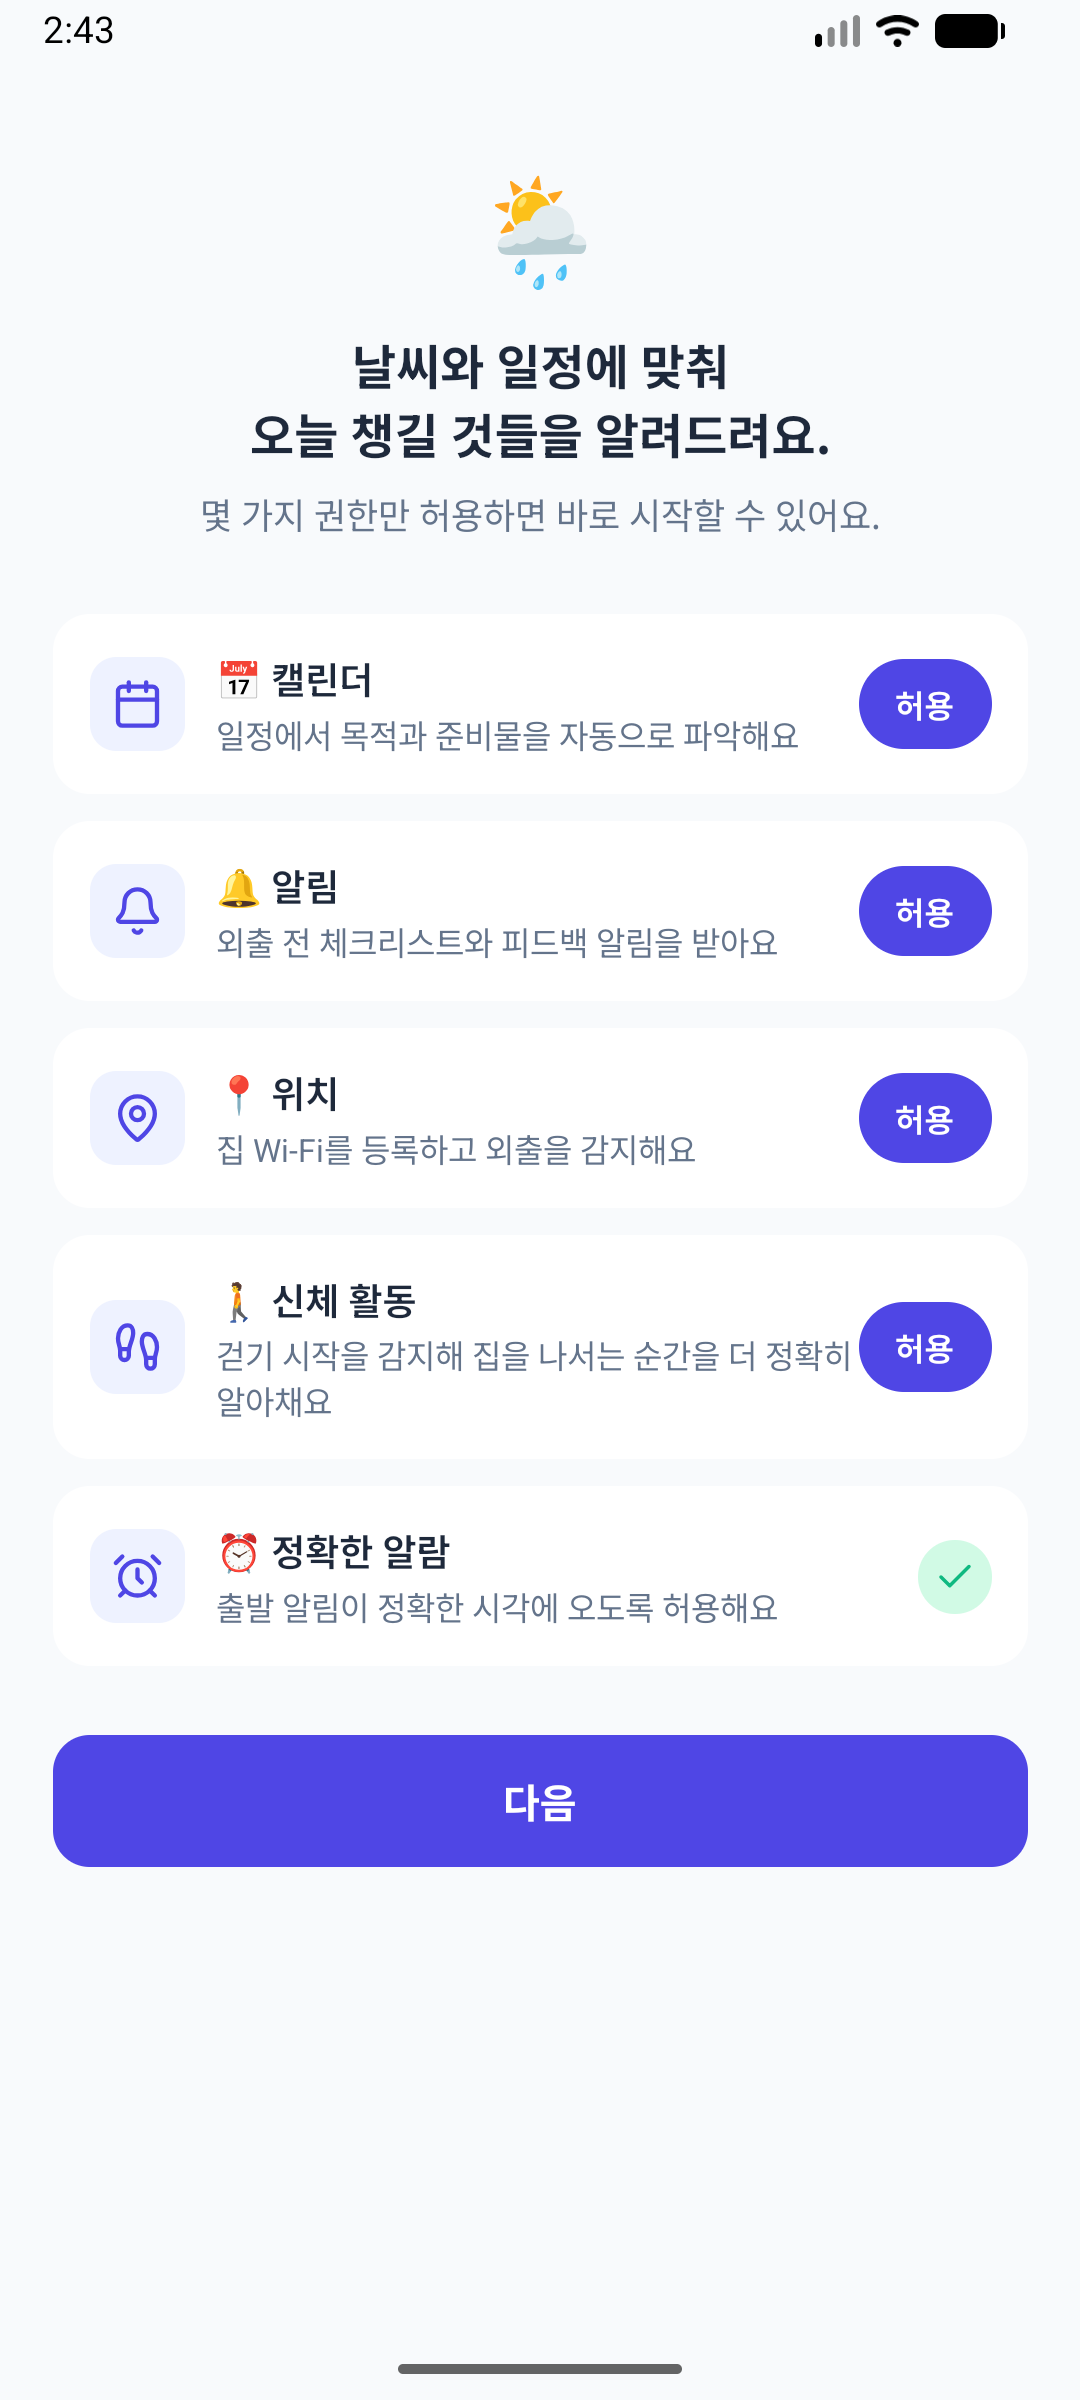 2:43
날씨와 일정에 맞춰
오늘 챙길 것들을 알려드려요.
몇 가지 권한만 허용하면 바로 시작할 수 있어요.
📅 캘린더
일정에서 목적과 준비물을 자동으로 파악해요
허용
🔔 알림
외출 전 체크리스트와 피드백 알림을 받아요
허용
📍 위치
집 Wi-Fi를 등록하고 외출을 감지해요
허용
🚶 신체 활동
걷기 시작을 감지해 집을 나서는 순간을 더 정확히
알아채요
허용
⏰ 정확한 알람
출발 알림이 정확한 시각에 오도록 허용해요
다음